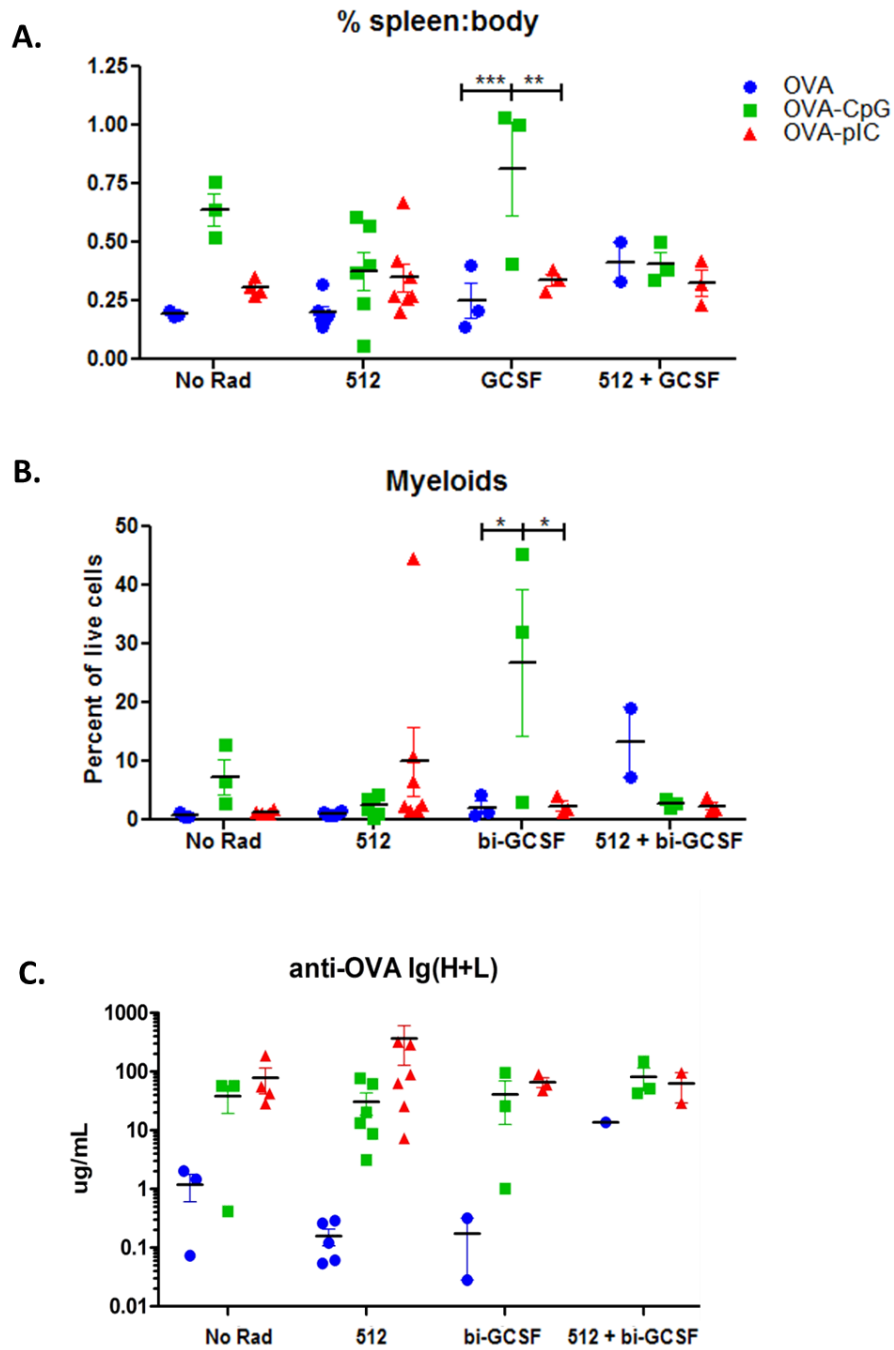 A.
% spleen:body
1.25
1.00
0.75
0.50
0.25
0.00
*** **
OVA
OVA-CpG
OVA-pIC
No Rad 512 GCSF 512 + GCSF
B.
Myeloids
Percent of live cells
50
40
30
20
10
0
* *
No Rad 512 bi-GCSF 512 + bi-GCSF
C.
anti-OVA Ig(H+L)
ug/mL
1000
100
10
1
0.1
0.01
No Rad 512 bi-GCSF 512 + bi-GCSF